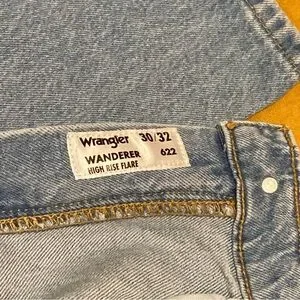 Wrangler 30/32
WANDERER 622
HIGH RISE FLARE